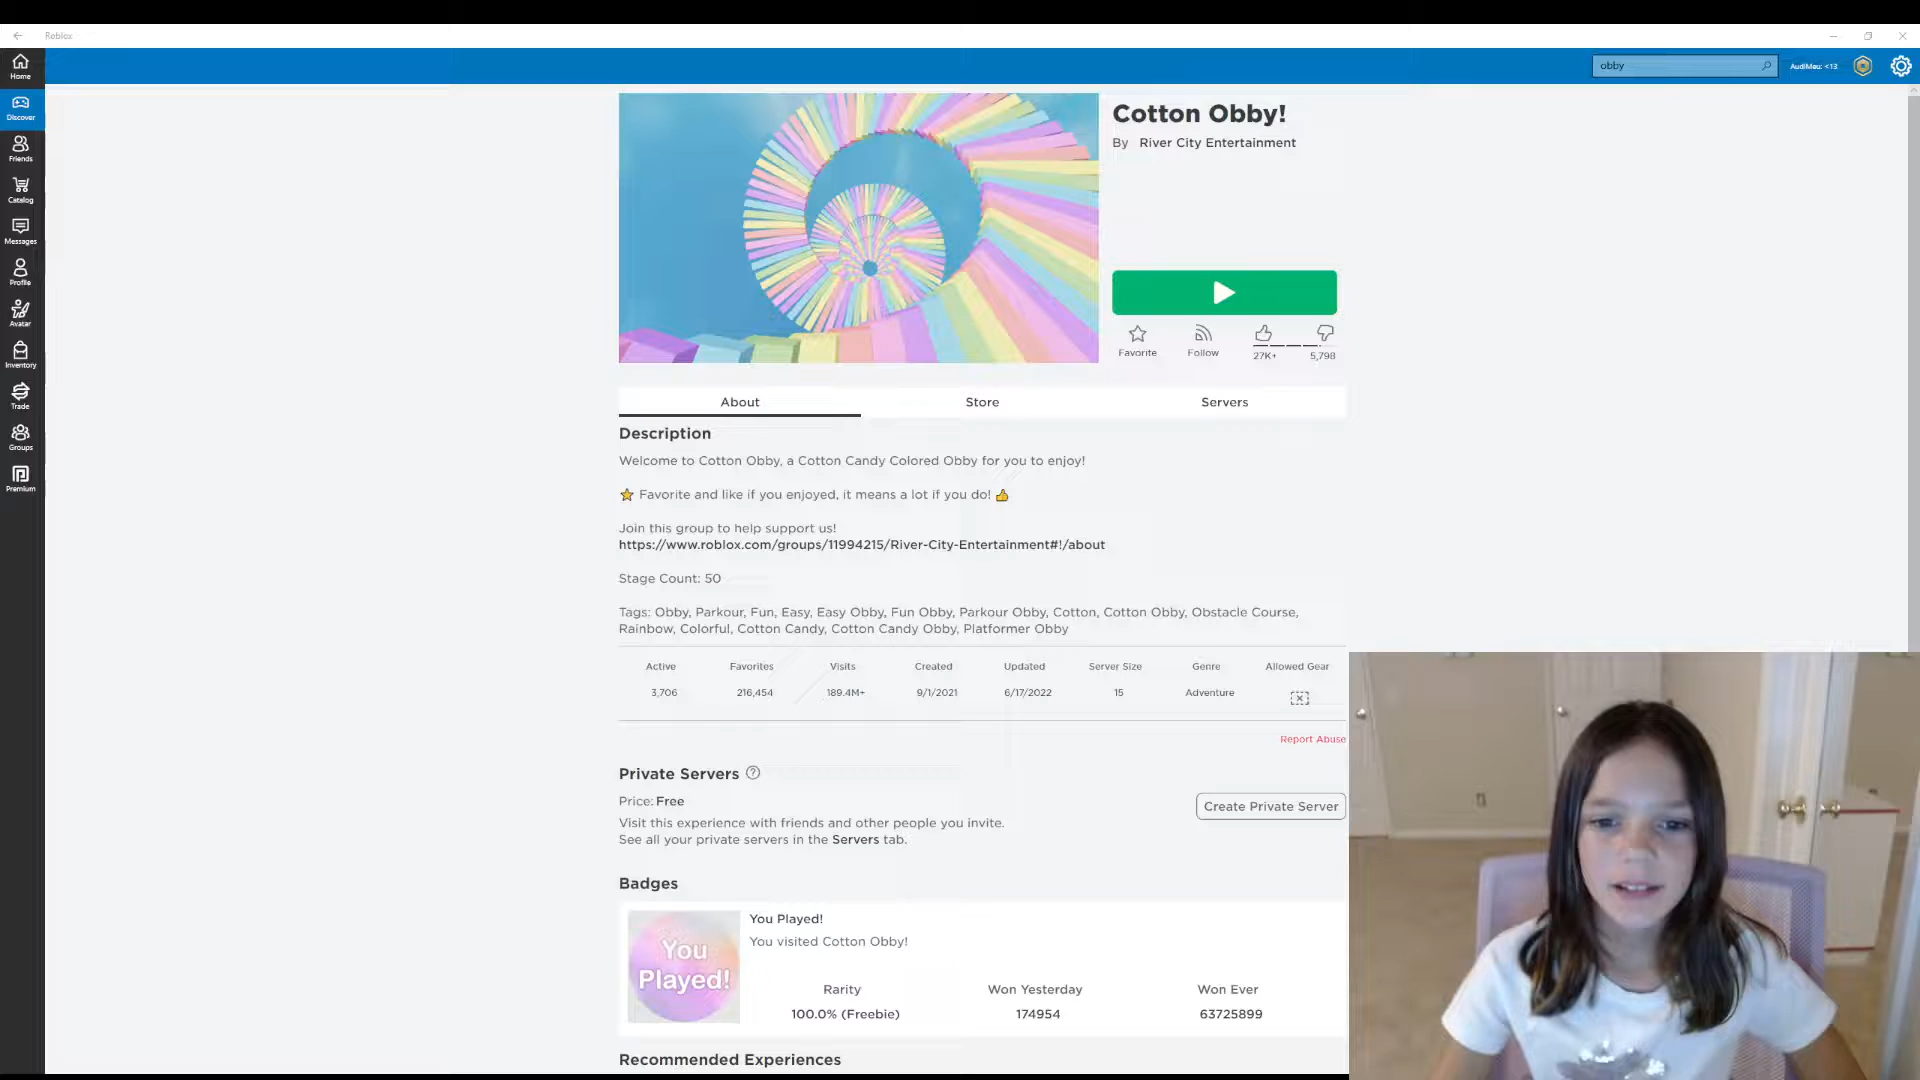 Roblox
Home
obby
AudiMeu: <13
Discover
Friends
Catalog
Messages
Profile
Avatar
Inventory
Trade
Groups
Premium
Cotton Obby!
By River City Entertainment
Favorite
Follow
27K+
5,798
About
Store
Servers
Description
Welcome to Cotton Obby, a Cotton Candy Colored Obby for you to enjoy!
⭐ Favorite and like if you enjoyed, it means a lot if you do! 👍
Join this group to help support us!
https://www.roblox.com/groups/11994215/River-City-Entertainment#!/about
Stage Count: 50
Tags: Obby, Parkour, Fun, Easy, Easy Obby, Fun Obby, Parkour Obby, Cotton, Cotton Obby, Obstacle Course,
Rainbow, Colorful, Cotton Candy, Cotton Candy Obby, Platformer Obby
Active Favorites Visits Created Updated Server Size Genre Allowed Gear
3,706 216,454 189.4M+ 9/1/2021 6/17/2022 15 Adventure
Report Abuse
Private Servers
Price: Free
Create Private Server
Visit this experience with friends and other people you invite.
See all your private servers in the Servers tab.
Badges
You
Played!
You Played!
You visited Cotton Obby!
Rarity Won Yesterday Won Ever
100.0% (Freebie) 174954 63725899
Recommended Experiences